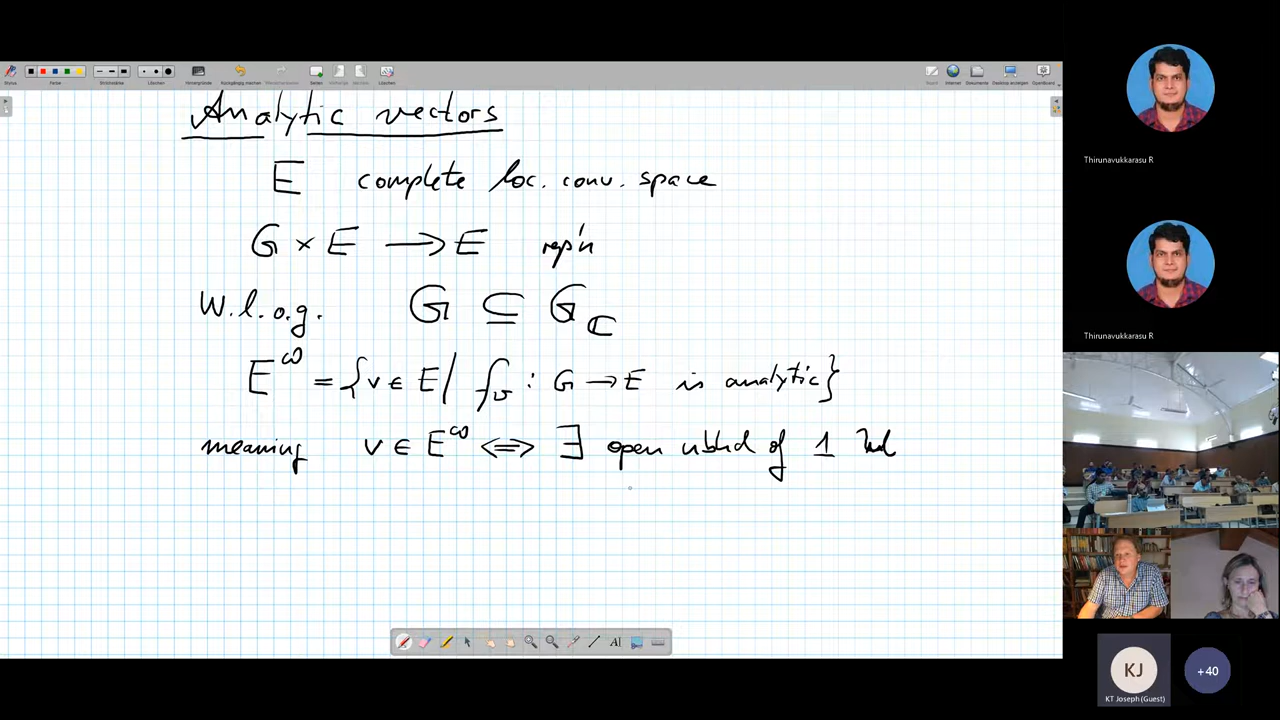 Analytic vectors
E complete loc. conv. space
G × E → E rep'n
W.l.o.g. G ⊆ G_ℂ
E^ω = {v ∈ E | f_v : G → E is analytic}
meaning v ∈ E^ω ⟺ ∃ open nbhd of 1
Thirunavukkarasu R
Thirunavukkarasu R
KJ
KT Joseph (Guest)
+40